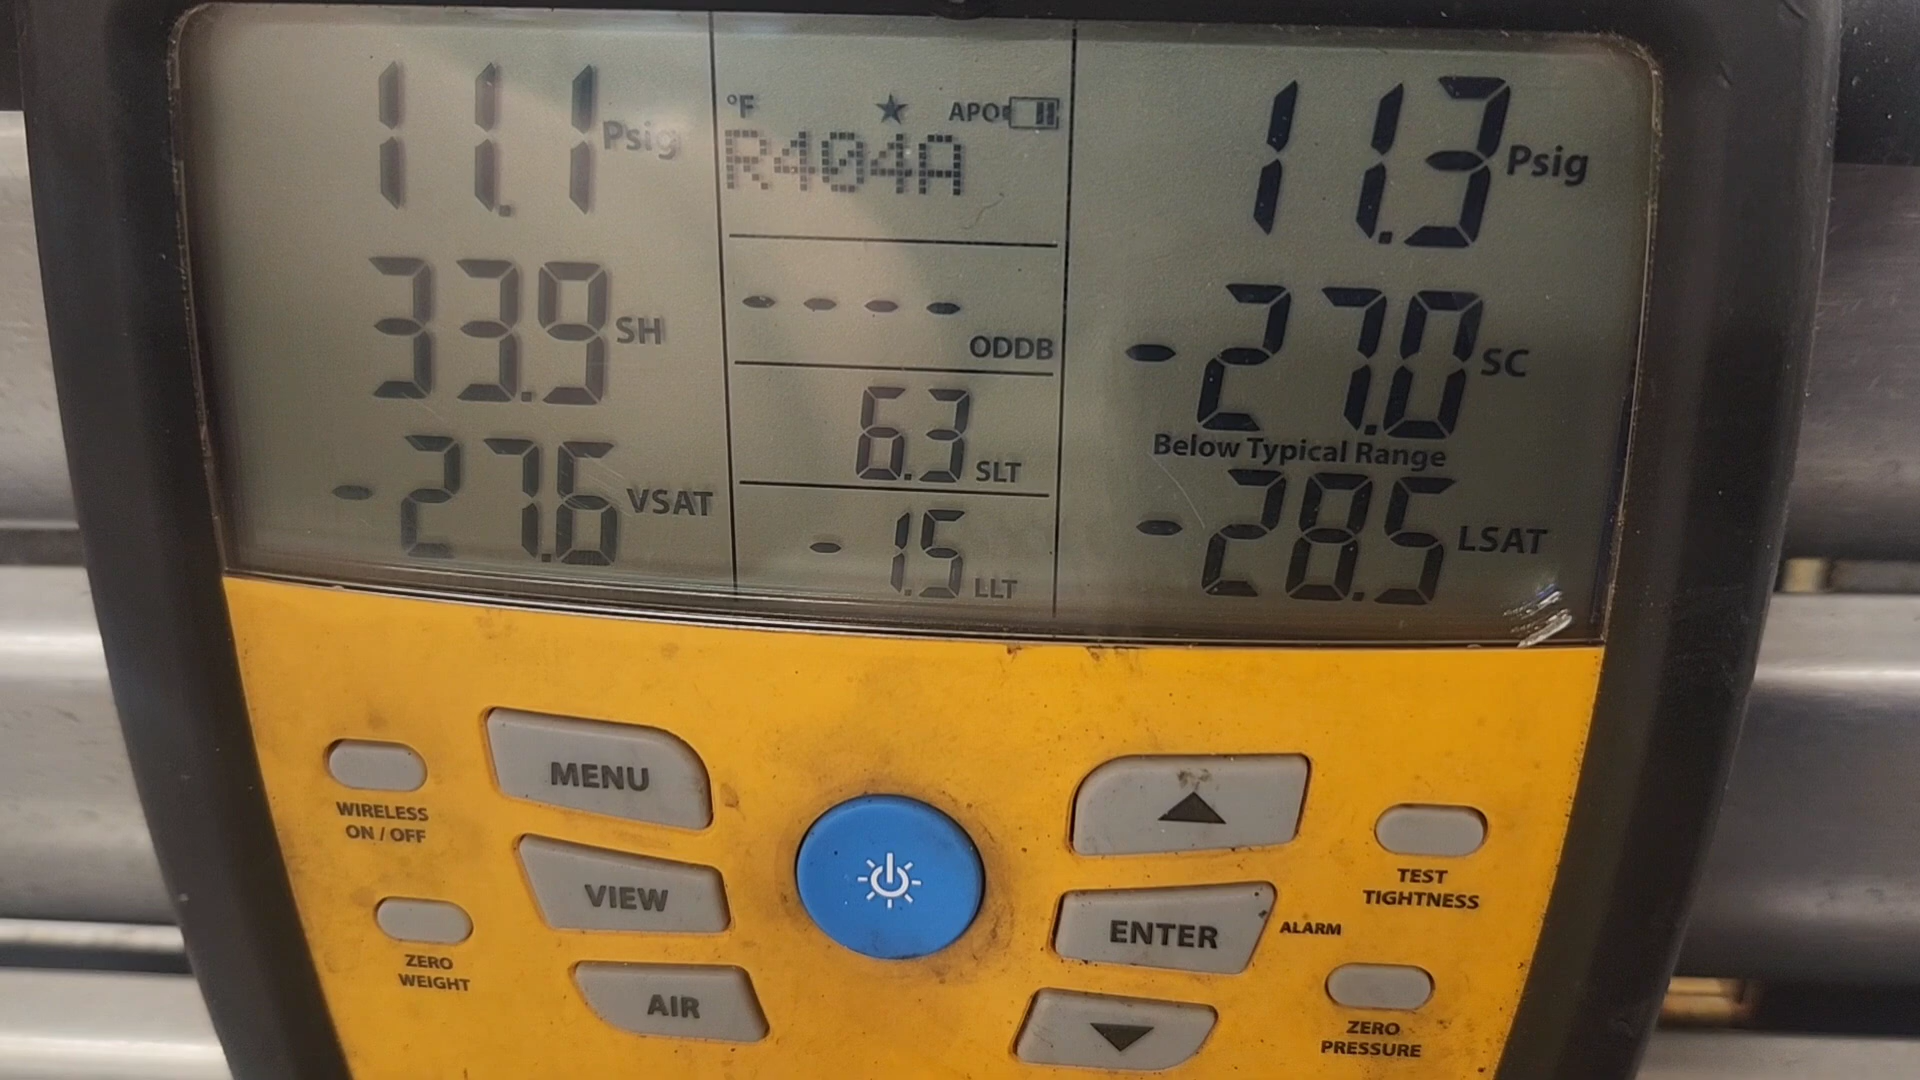 11.1 Psig
33.9 SH
-27.6 VSAT
°F ★ APO
R404A
---- ODDB
6.3 SLT
-1.5 LLT
11.3 Psig
-27.0 SC
Below Typical Range
-28.5 LSAT
MENU
WIRELESS
ON / OFF
VIEW
ZERO
WEIGHT
AIR
▲
TEST
TIGHTNESS
ENTER
ALARM
▼
ZERO
PRESSURE